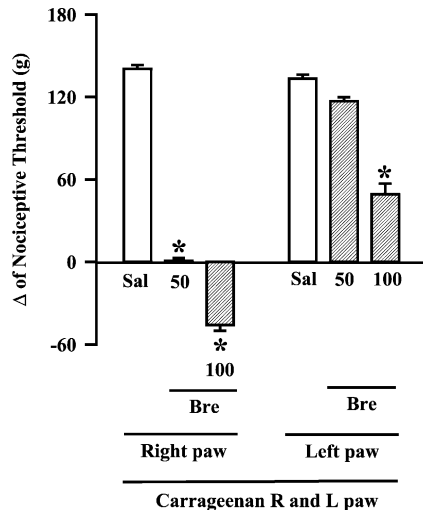 Δ of Nociceptive Threshold (g)
180
120
60
0
-60
Sal
50
*
100
*
Sal
50
100
*
Bre
Bre
Right paw
Left paw
Carrageenan R and L paw